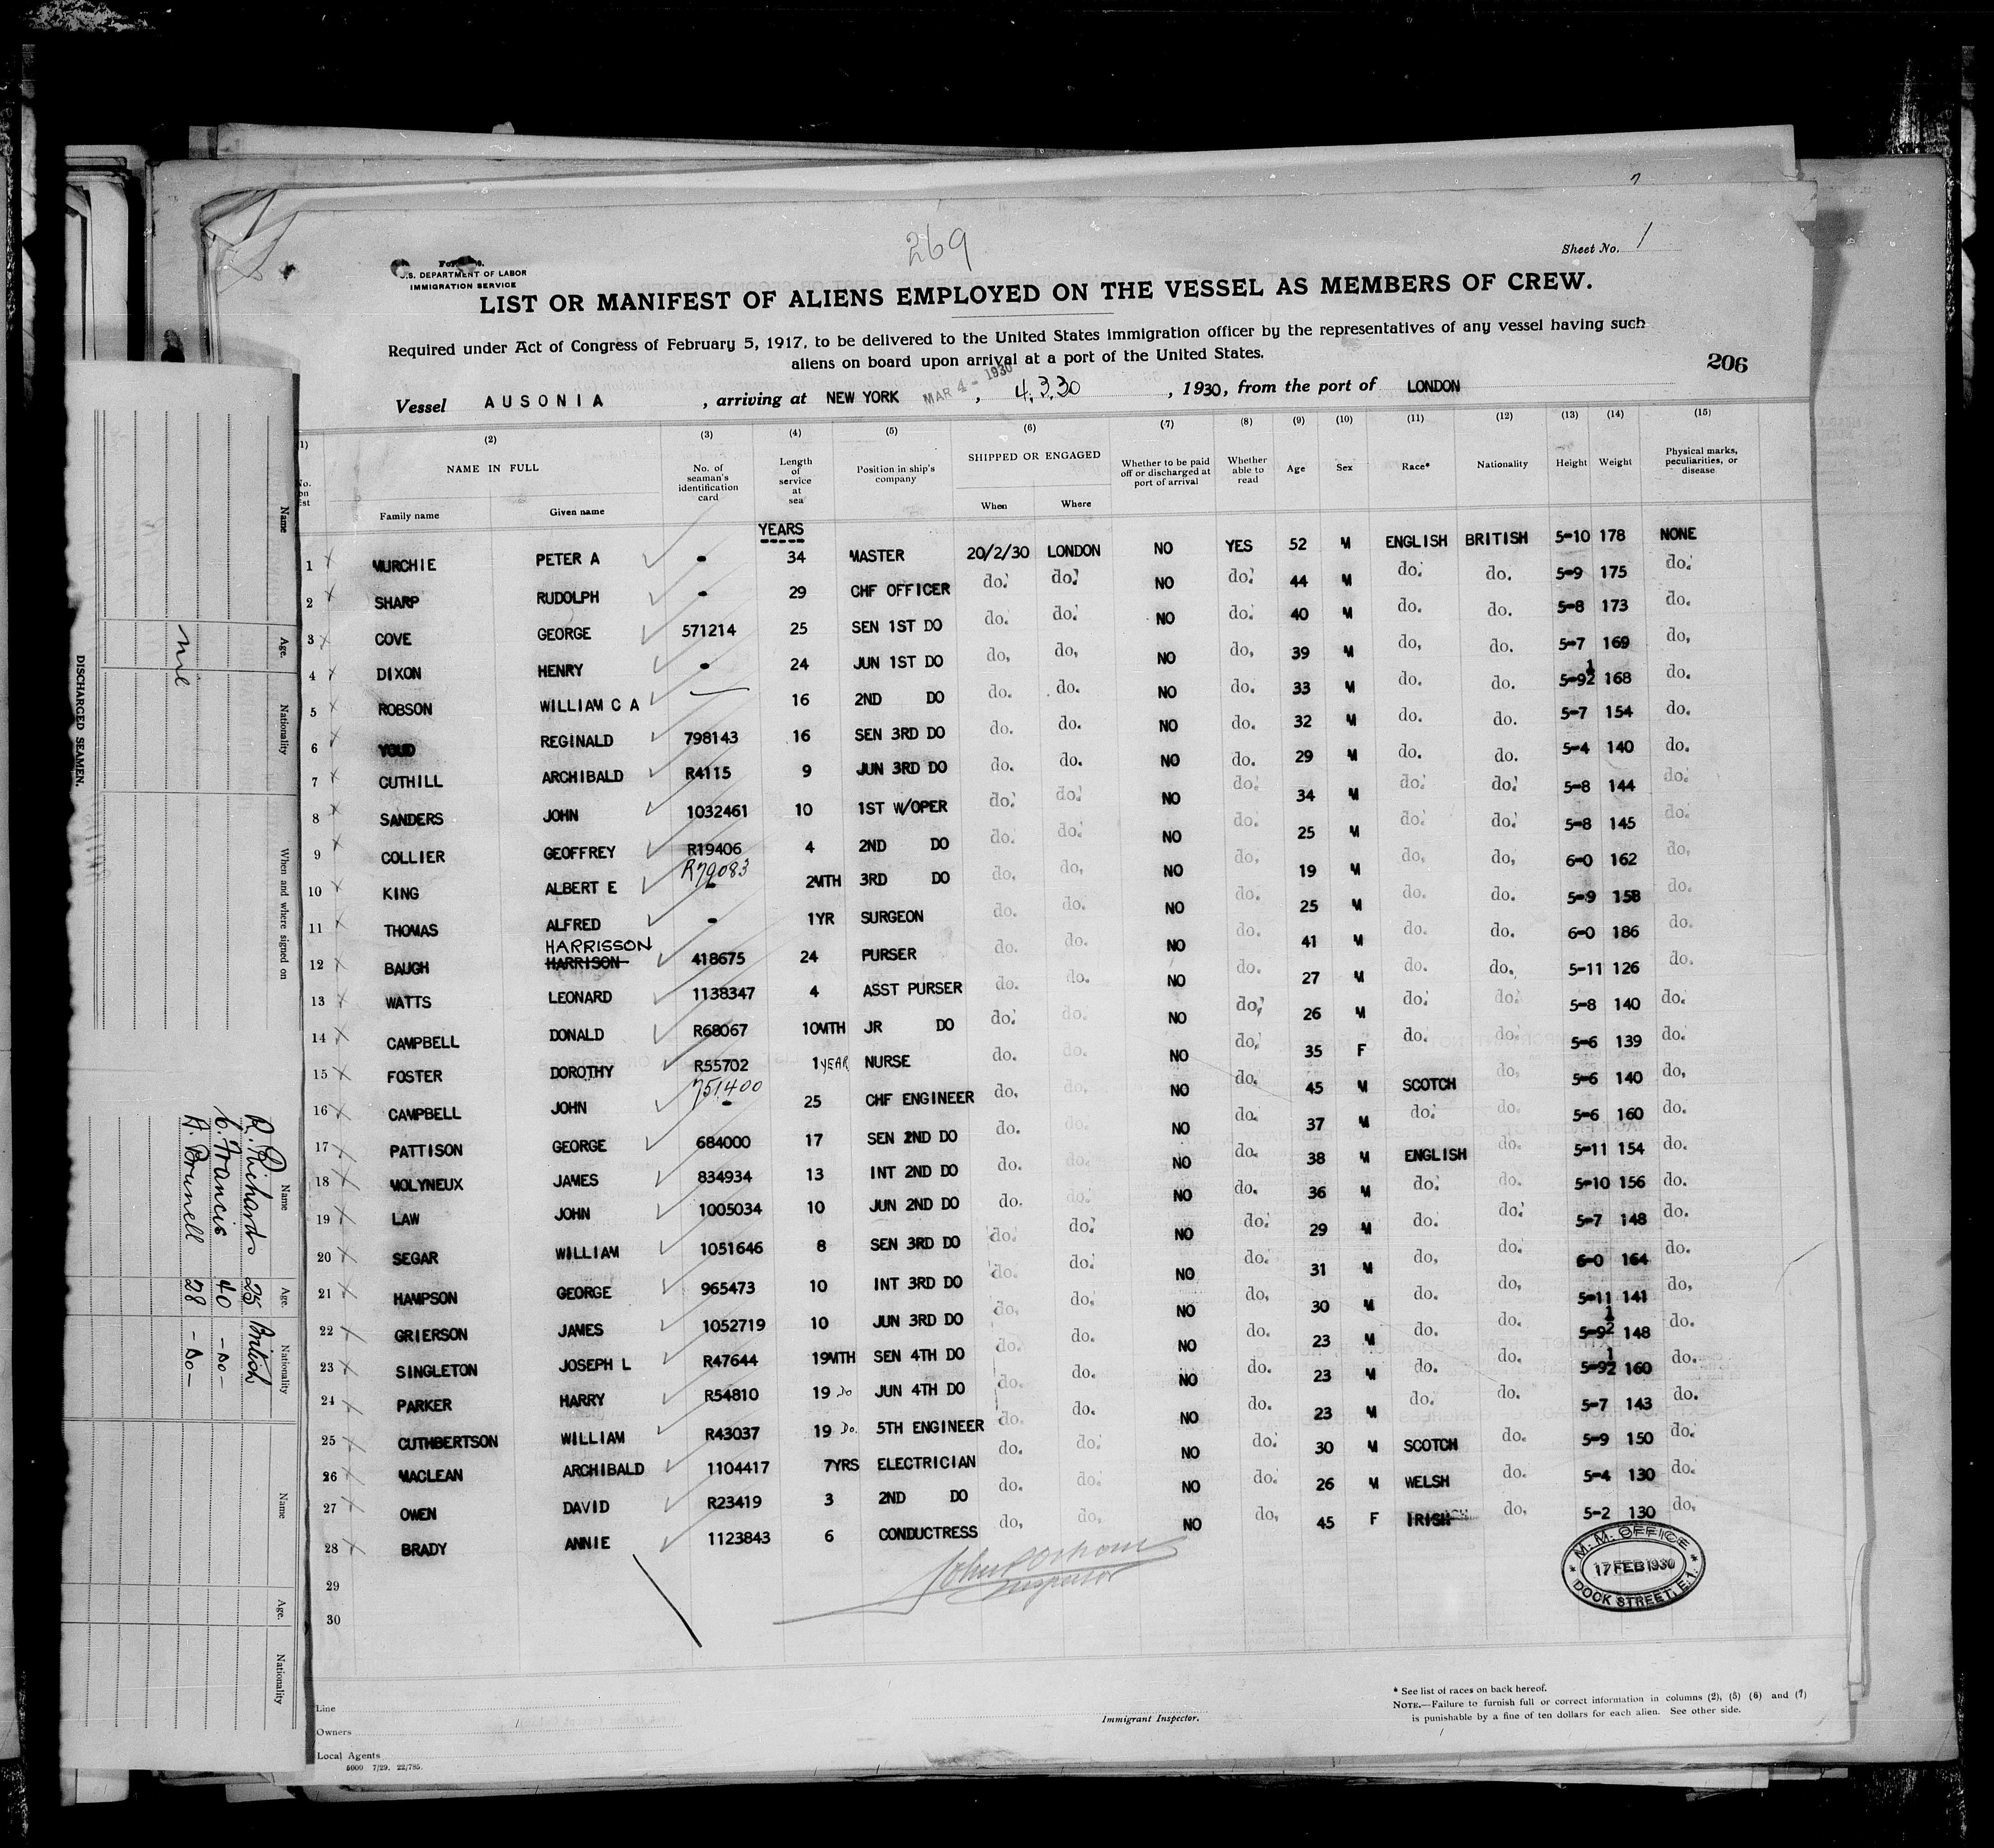 269
Sheet No. 1
U.S. DEPARTMENT OF LABOR
IMMIGRATION SERVICE
LIST OR MANIFEST OF ALIENS EMPLOYED ON THE VESSEL AS MEMBERS OF CREW.
Required under Act of Congress of February 5, 1917, to be delivered to the United States immigration officer by the representatives of any vessel having such
aliens on board upon arrival at a port of the United States.
206
Vessel AUSONIA, arriving at NEW YORK MAR 4 - 1930, 4.3.30, 1930, from the port of LONDON
(1) (2) (3) (4) (5) (6) (7) (8) (9) (10) (11) (12) (13) (14) (15)
No. on list NAME IN FULL Family name Given name No. of seaman's identification card Length of service at sea Position in ship's company SHIPPED OR ENGAGED When Where Whether to be paid off or discharged at port of arrival Whether able to read Age Sex Race* Nationality Height Weight Physical marks, peculiarities, or disease
YEARS
1 MURCHIE PETER A - 34 MASTER 20/2/30 LONDON NO YES 52 M ENGLISH BRITISH 5-10 178 NONE
2 SHARP RUDOLPH - 29 CHF OFFICER do. do. NO do. 44 M do. do. 5-9 175 do.
3 COVE GEORGE 571214 25 SEN 1ST DO do. do. NO do. 40 M do. do. 5-8 173 do.
4 DIXON HENRY - 24 JUN 1ST DO do. do. NO do. 39 M do. do. 5-7 169 do.
5 ROBSON WILLIAM C A — 16 2ND DO do. do. NO do. 33 M do. do. 5-9½ 168 do.
6 YOUD REGINALD 798143 16 SEN 3RD DO do. do. NO do. 32 M do. do. 5-7 154 do.
7 CUTHILL ARCHIBALD R4115 9 JUN 3RD DO do. do. NO do. 29 M do. do. 5-4 140 do.
8 SANDERS JOHN 1032461 10 1ST W/OPER do. do. NO do. 34 M do. do. 5-8 144 do.
9 COLLIER GEOFFREY R19406 4 2ND DO do. do. NO do. 25 M do. do. 5-8 145 do.
10 KING ALBERT E R79083 - 2MTH 3RD DO do. do. NO do. 19 M do. do. 6-0 162 do.
11 THOMAS ALFRED - 1YR SURGEON do. do. NO do. 25 M do. do. 5-9 158 do.
12 BAUGH HARRISSON HARRISON 418675 24 PURSER do. do. NO do. 41 M do. do. 6-0 186 do.
13 WATTS LEONARD 1138347 4 ASST PURSER do. do. NO do. 27 M do. do. 5-11 126 do.
14 CAMPBELL DONALD R68067 10MTH JR DO do. do. NO do. 26 M do. do. 5-8 140 do.
15 FOSTER DOROTHY R55702 1 YEAR NURSE do. do. NO do. 35 F do. do. 5-6 139 do.
16 CAMPBELL JOHN 751400 - 25 CHF ENGINEER do. do. NO do. 45 M SCOTCH do. 5-6 140 do.
17 PATTISON GEORGE 684000 17 SEN 2ND DO do. do. NO do. 37 M do. do. 5-6 160 do.
18 MOLYNEUX JAMES 834934 13 INT 2ND DO do. do. NO do. 38 M ENGLISH do. 5-11 154 do.
19 LAW JOHN 1005034 10 JUN 2ND DO do. do. NO do. 36 M do. do. 5-10 156 do.
20 SEGAR WILLIAM 1051646 8 SEN 3RD DO do. do. NO do. 29 M do. do. 5-7 148 do.
21 HAMPSON GEORGE 965473 10 INT 3RD DO do. do. NO do. 31 M do. do. 6-0 164 do.
22 GRIERSON JAMES 1052719 10 JUN 3RD DO do. do. NO do. 30 M do. do. 5-11 141 do.
23 SINGLETON JOSEPH L R47644 19MTH SEN 4TH DO do. do. NO do. 23 M do. do. 5-9½ 148 do.
24 PARKER HARRY R54810 19 Do JUN 4TH DO do. do. NO do. 23 M do. do. 5-9½ 160 do.
25 CUTHBERTSON WILLIAM R43037 19 Do. 5TH ENGINEER do. do. NO do. 23 M do. do. 5-7 143 do.
26 MACLEAN ARCHIBALD 1104417 7YRS ELECTRICIAN do. do. NO do. 30 M SCOTCH do. 5-9 150 do.
27 OWEN DAVID R23419 3 2ND DO do. do. NO do. 26 M WELSH do. 5-4 130 do.
28 BRADY ANNIE 1123843 6 CONDUCTRESS do. do. NO do. 45 F IRISH do. 5-2 130 do.
29
30
Inspector
M. M. OFFICE
17 FEB 1930
DOCK STREET, E.1.
Line
Owners
Local Agents
5000 7/29. 22/785.
Immigrant Inspector.
* See list of races on back hereof.
NOTE.—Failure to furnish full or correct information in columns (2), (5) (6) and (7)
is punishable by a fine of ten dollars for each alien. See other side.
DISCHARGED SEAMEN.
Name Age. Nationality When and where signed on
nil
Name Age. Nationality
R. Richards 25 British
C. Francis 40 - do -
A. Brunell 28 - do -
Name Age. Nationality